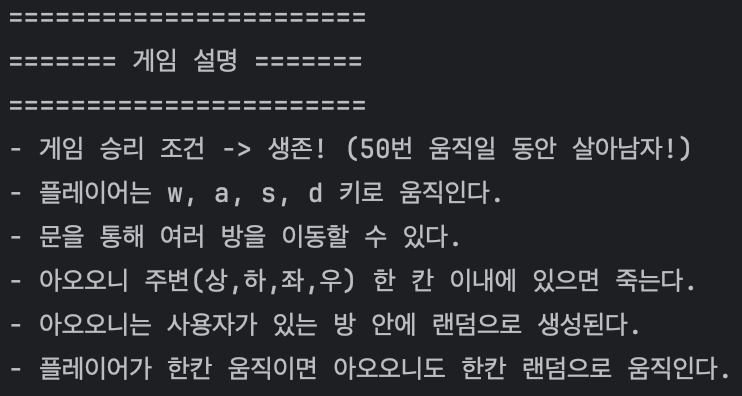 =======================
======= 게임 설명 =======
=======================
- 게임 승리 조건 -> 생존! (50번 움직일 동안 살아남자!)
- 플레이어는 w, a, s, d 키로 움직인다.
- 문을 통해 여러 방을 이동할 수 있다.
- 아오오니 주변(상,하,좌,우) 한 칸 이내에 있으면 죽는다.
- 아오오니는 사용자가 있는 방 안에 랜덤으로 생성된다.
- 플레이어가 한칸 움직이면 아오오니도 한칸 랜덤으로 움직인다.